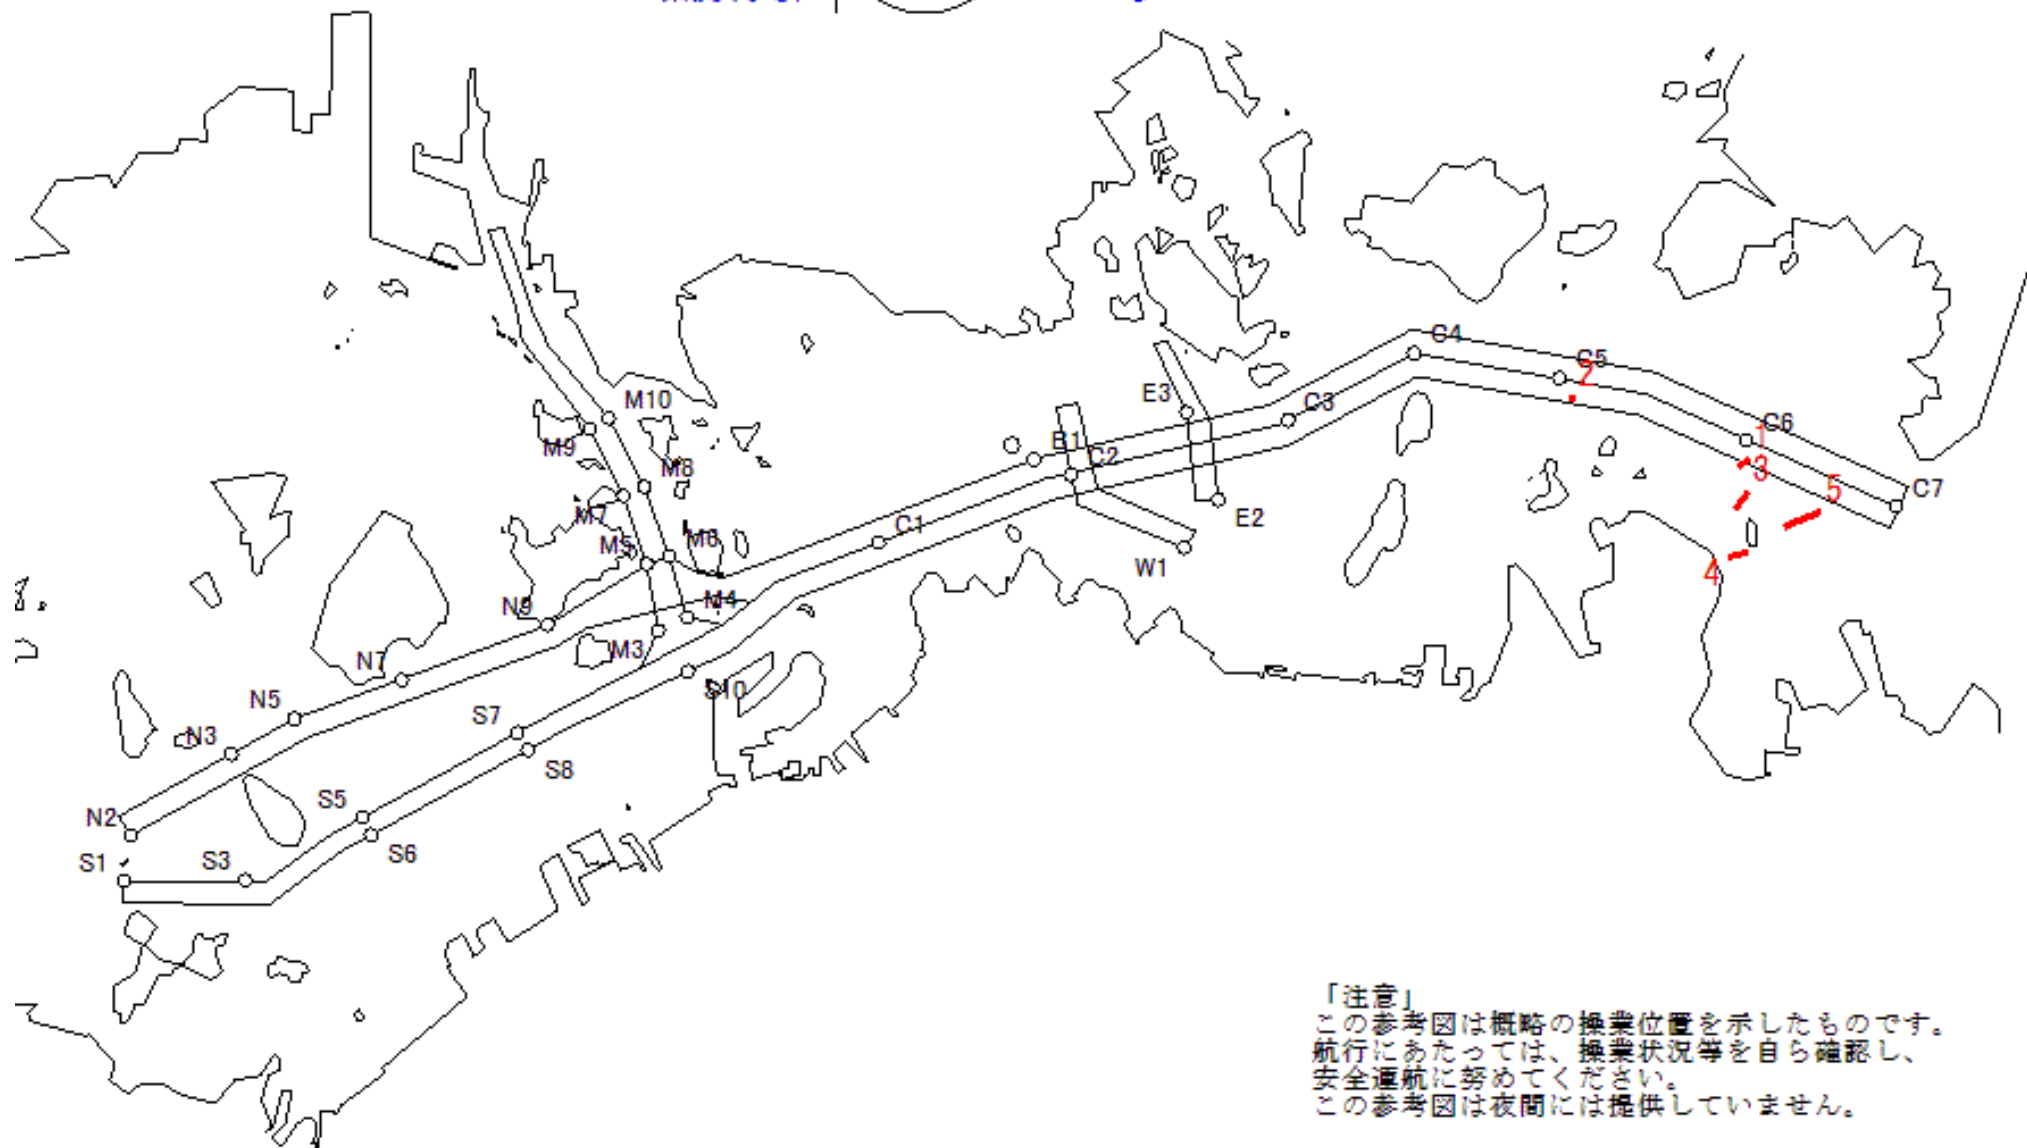 C4
C5
2
E3
C3
C6
1
M10
B1
M9
C2
3
M8
5
C7
M7
E2
C1
M5
M6
W1
4
N9
M4
M3
N7
S10
N5
S7
N3
S8
S5
N2
S6
S1
S3
「注意」
この参考図は概略の操業位置を示したものです。
航行にあたっては、操業状況等を自ら確認し、
安全運航に努めてください。
この参考図は夜間には提供していません。